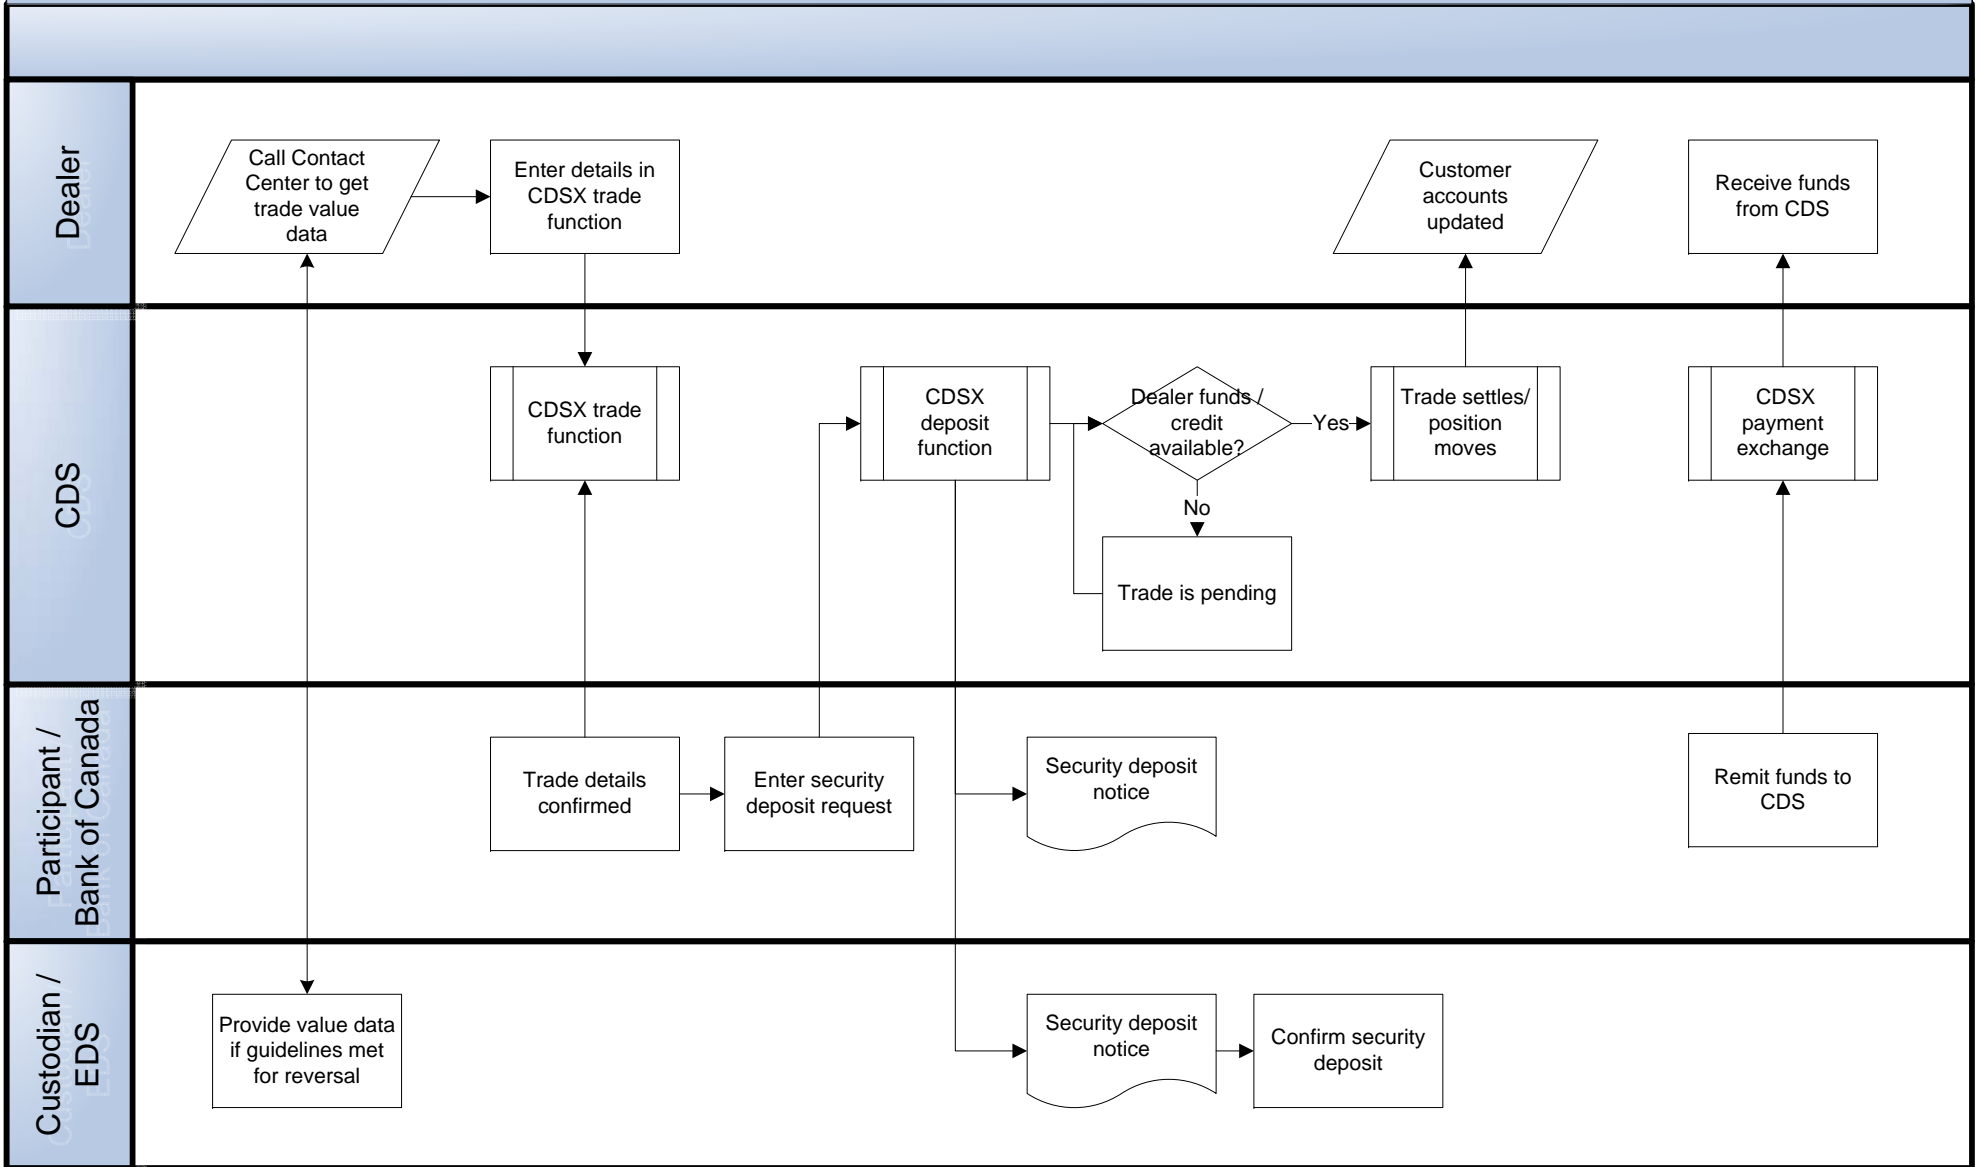 Dealer
Call Contact
Center to get
trade value
data
Enter details in
CDSX trade
function
Customer
accounts
updated
Receive funds
from CDS
CDS
CDSX trade
function
CDSX
deposit
function
Dealer funds /
credit
available?
Yes
No
Trade settles/
position
moves
CDSX
payment
exchange
Trade is pending
Participant /
Bank of Canada
Trade details
confirmed
Enter security
deposit request
Security deposit
notice
Remit funds to
CDS
Custodian /
EDS
Provide value data
if guidelines met
for reversal
Security deposit
notice
Confirm security
deposit